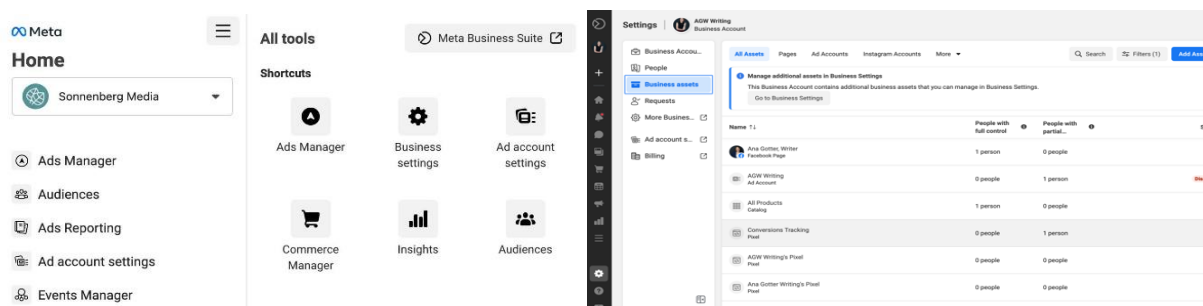 Meta
Home
Sonnenberg Media
Ads Manager
Audiences
Ads Reporting
Ad account settings
Events Manager
All tools
Meta Business Suite
Shortcuts
Ads Manager
Business settings
Ad account settings
Commerce Manager
Insights
Audiences
Settings
AGW Writing
Business Account
Business Accou...
People
Business assets
Requests
More Busines...
Ad account s...
Billing
All Assets Pages Ad Accounts Instagram Accounts More
Search Filters (1) Add Asse
Manage additional assets in Business Settings
This Business Account contains additional business assets that you can manage in Business Settings.
Go to Business Settings
Name ↑↓ People with full control People with partial...
Ana Gotter, Writer
Facebook Page
1 person 0 people
AGW Writing
Ad Account
0 people 1 person
All Products
Catalog
1 person 0 people
Conversions Tracking
Pixel
0 people 1 person
AGW Writing's Pixel
Pixel
0 people 0 people
Ana Gotter Writing's Pixel
Pixel
0 people 0 people